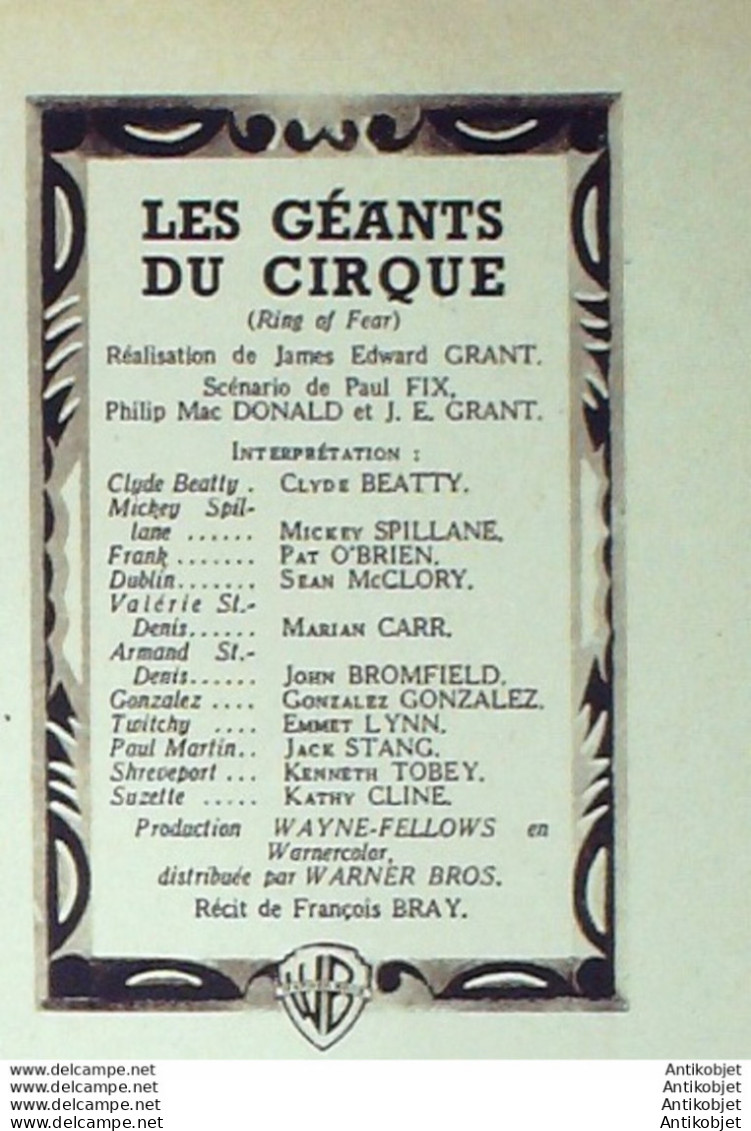 LES GÉANTS
DU CIRQUE
(Ring of Fear)
Réalisation de James Edward GRANT.
Scénario de Paul FIX,
Philip Mac DONALD et J. E. GRANT.
INTERPRÉTATION :
Clyde Beatty . CLYDE BEATTY.
Mickey Spil-
lane ...... MICKEY SPILLANE.
Frank ....... PAT O'BRIEN.
Dublin....... SEAN McCLORY.
Valérie St.-
Denis...... MARIAN CARR.
Armand St.-
Denis...... JOHN BROMFIELD.
Gonzalez .... GONZALEZ GONZALEZ.
Twitchy .... EMMET LYNN.
Paul Martin.. JACK STANG.
Shreveport ... KENNETH TOBEY.
Suzette ..... KATHY CLINE.
Production WAYNE-FELLOWS en
Warnercolor,
distribuée par WARNER BROS.
Récit de François BRAY.
WB
www.delcampe.net Antikobjet
www.delcampe.net Antikobjet
www.delcampe.net Antikobjet
www.delcampe.net Antikobjet